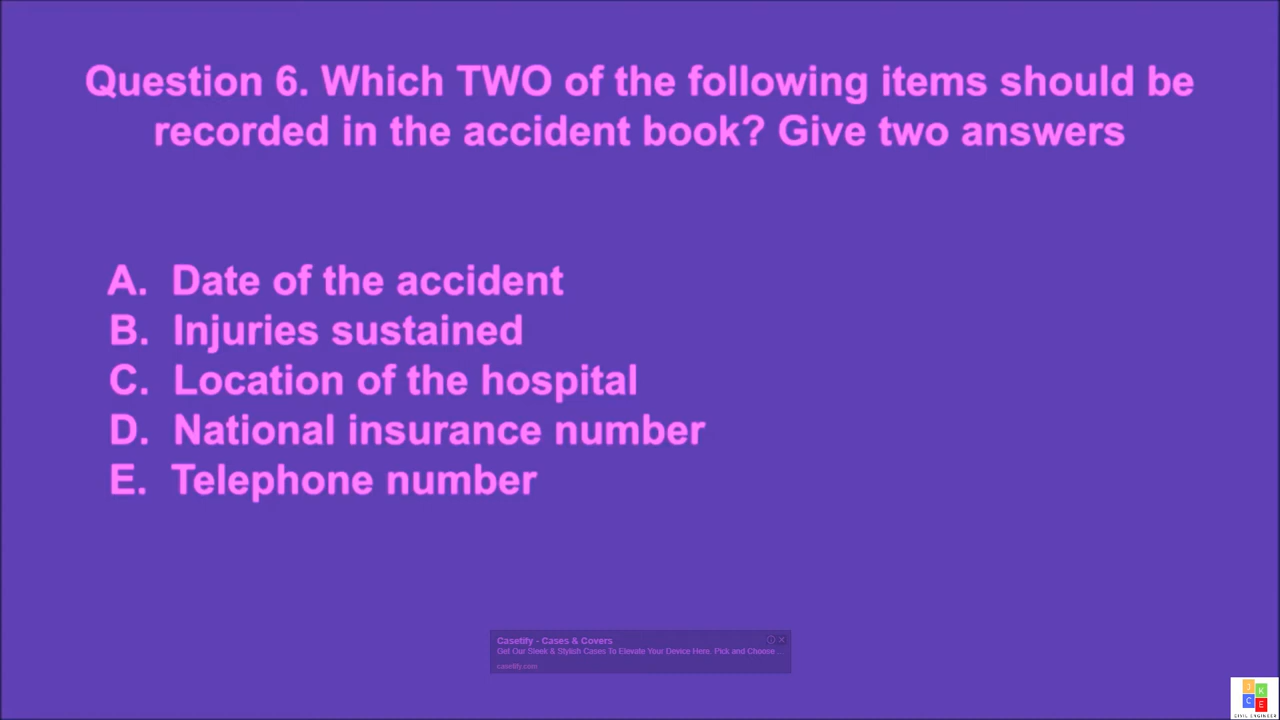 Question 6. Which TWO of the following items should be
recorded in the accident book? Give two answers
A. Date of the accident
B. Injuries sustained
C. Location of the hospital
D. National insurance number
E. Telephone number
Casetify - Cases & Covers
Get Our Sleek & Stylish Cases To Elevate Your Device Here. Pick and Choose ...
casetify.com
J K
C E
CIVIL ENGINEER